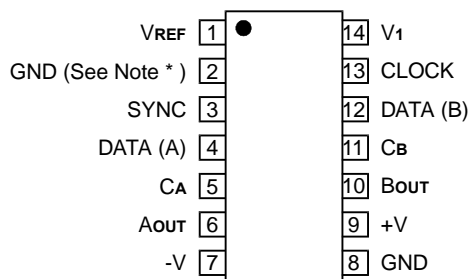 VREF 1 14 V1
GND (See Note * ) 2 13 CLOCK
SYNC 3 12 DATA (B)
DATA (A) 4 11 CB
CA 5 10 BOUT
AOUT 6 9 +V
-V 7 8 GND